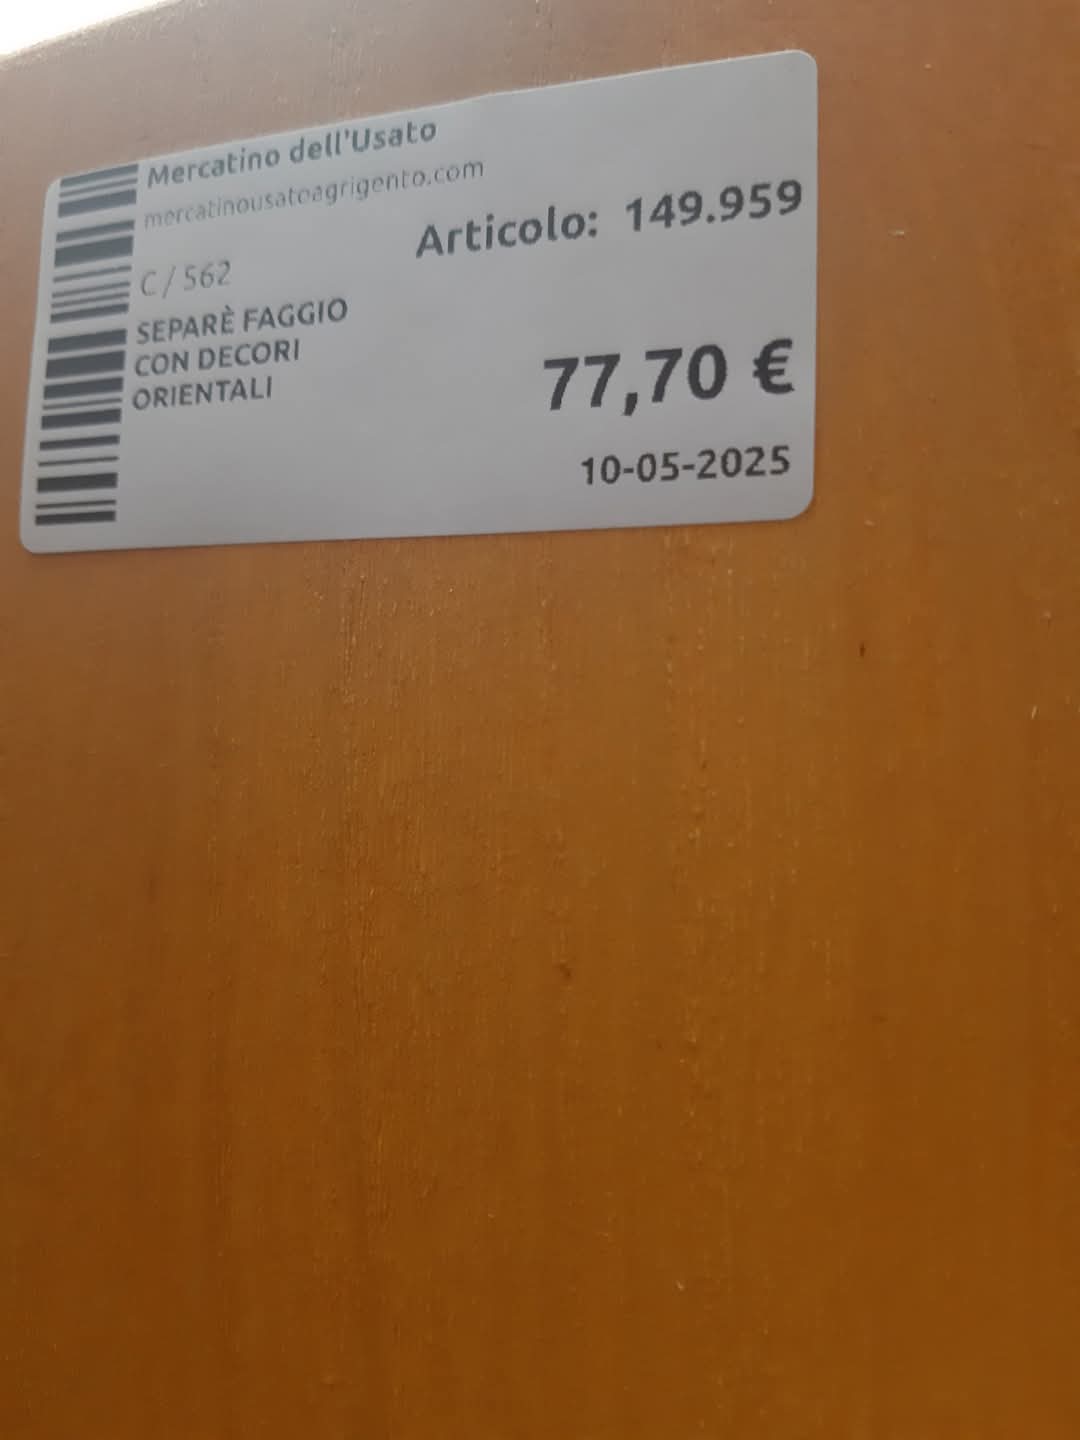 Mercatino dell'Usato
mercatinousatoagrigento.com
Articolo: 149.959
C / 562
SEPARÈ FAGGIO
CON DECORI
ORIENTALI
77,70 €
10-05-2025